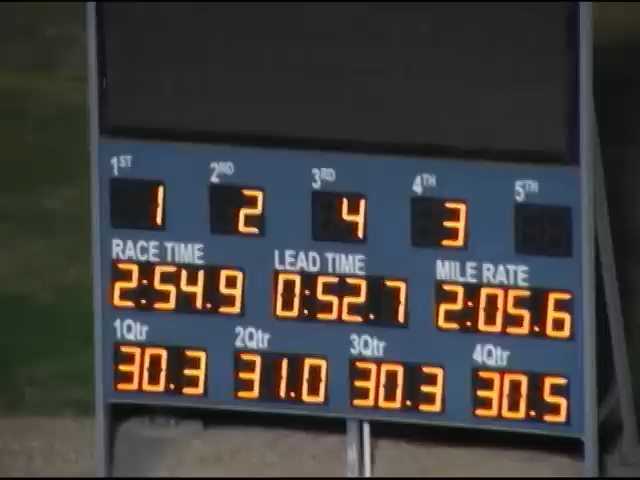 1ST 2ND 3RD 4TH 5TH
1 2 4 3
RACE TIME LEAD TIME MILE RATE
2:54.9 0:52.7 2:05.6
1Qtr 2Qtr 3Qtr 4Qtr
30.3 31.0 30.3 30.5